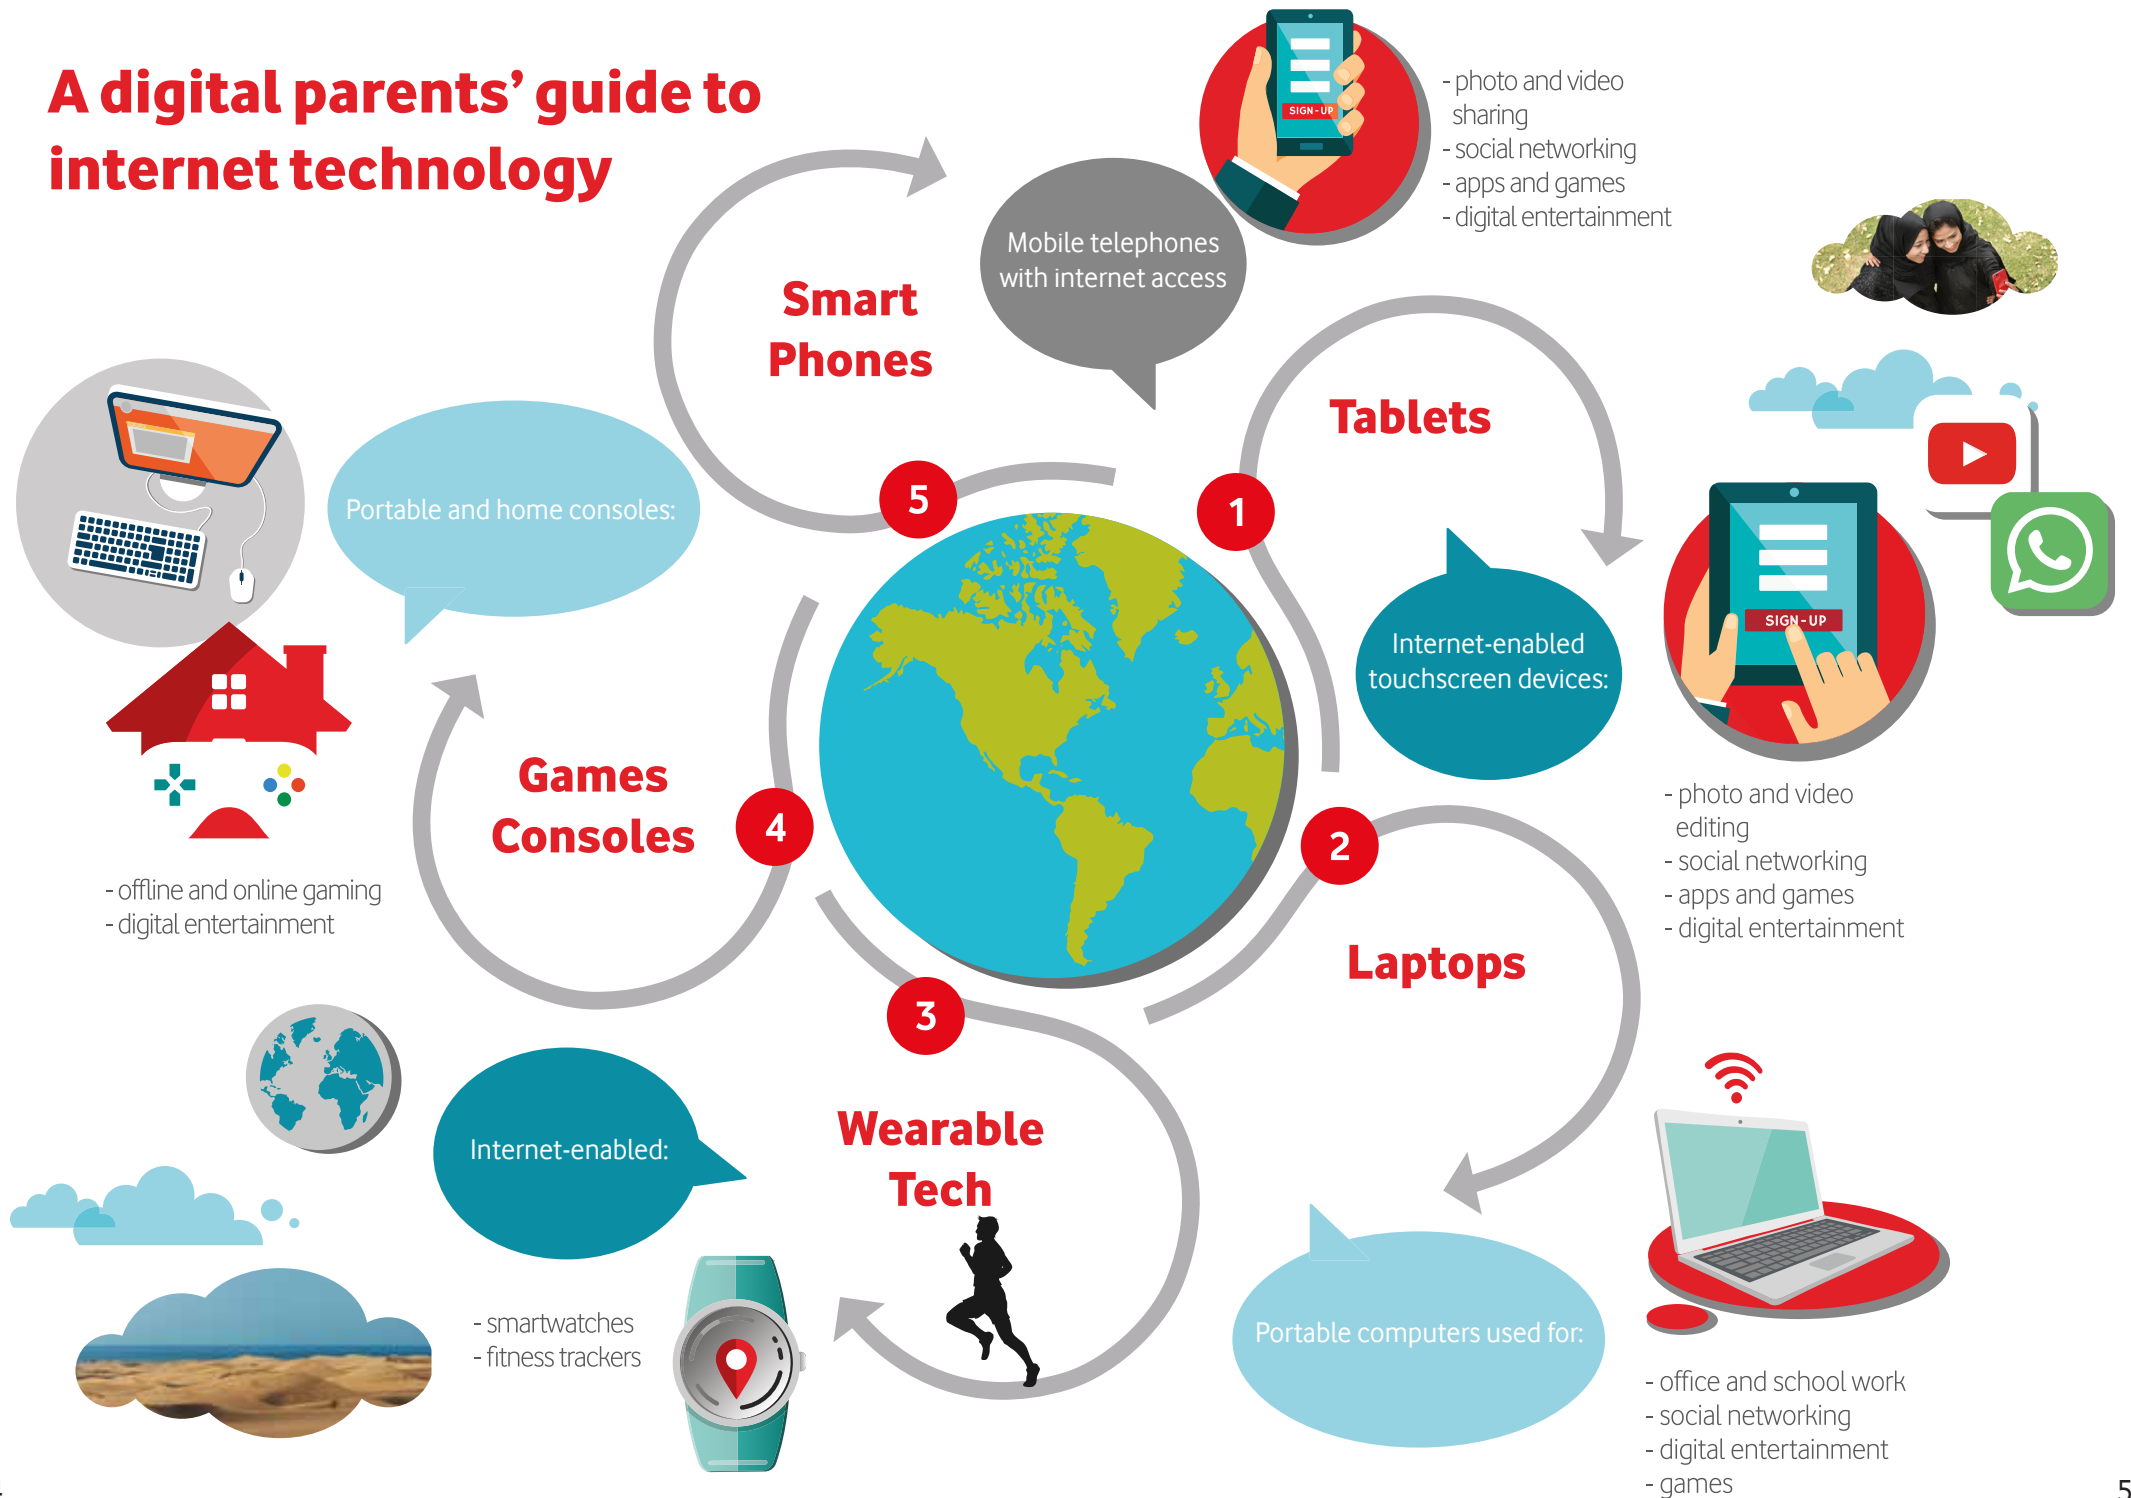 A digital parents’ guide to
internet technology
5
Smart
Phones
Mobile telephones
with internet access
SIGN-UP
- photo and video
sharing
- social networking
- apps and games
- digital entertainment
1
Tablets
Internet-enabled
touchscreen devices:
SIGN-UP
- photo and video
editing
- social networking
- apps and games
- digital entertainment
2
Laptops
Portable computers used for:
- office and school work
- social networking
- digital entertainment
- games
3
Wearable
Tech
Internet-enabled:
- smartwatches
- fitness trackers
4
Games
Consoles
Portable and home consoles:
- offline and online gaming
- digital entertainment
5